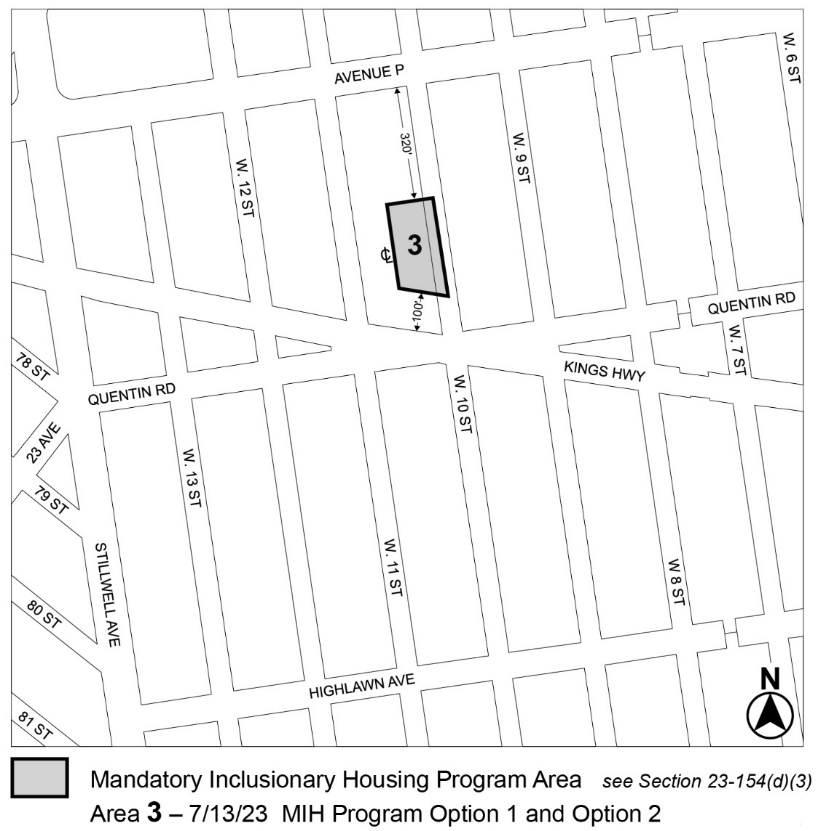 W. 6 ST
AVENUE P
320'
W. 9 ST
W. 12 ST
3
℄
100'
QUENTIN RD
W. 7 ST
78 ST
KINGS HWY
QUENTIN RD
W. 10 ST
23 AVE
W. 13 ST
79 ST
STILLWELL AVE
W. 11 ST
W 8 ST
80 ST
HIGHLAWN AVE
N
81 ST
Mandatory Inclusionary Housing Program Area see Section 23-154(d)(3)
Area 3 – 7/13/23 MIH Program Option 1 and Option 2